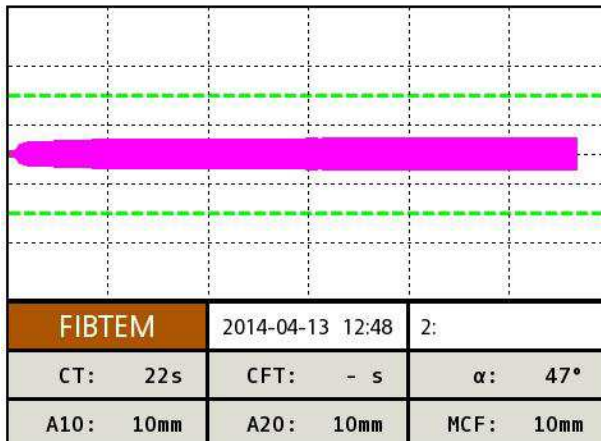 FIBTEM 2014-04-13 12:48 2:
CT: 22s CFT: - s α: 47°
A10: 10mm A20: 10mm MCF: 10mm